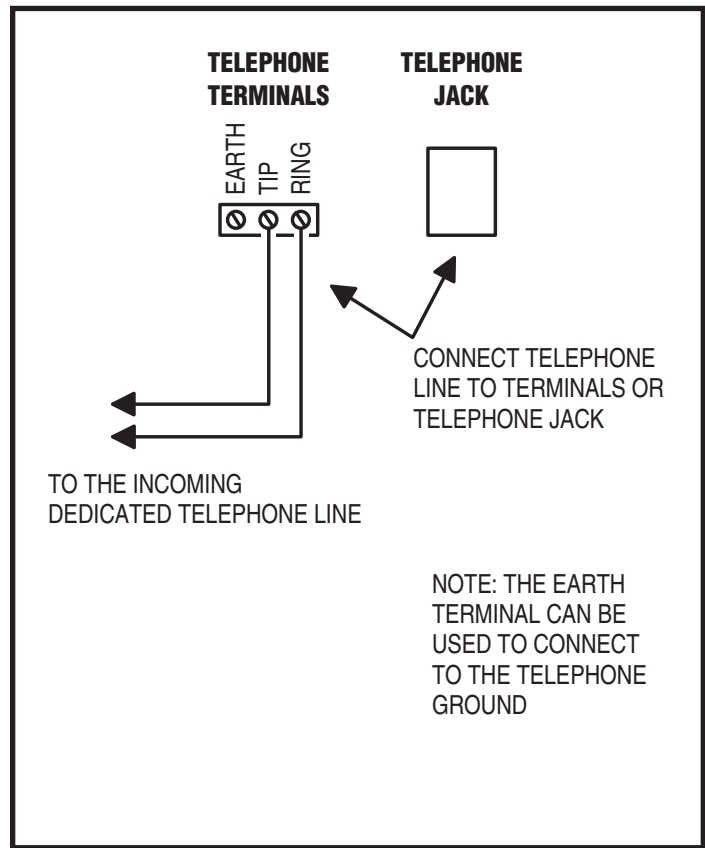 TELEPHONE
TERMINALS
TELEPHONE
JACK
EARTH
TIP
RING
CONNECT TELEPHONE
LINE TO TERMINALS OR
TELEPHONE JACK
TO THE INCOMING
DEDICATED TELEPHONE LINE
NOTE: THE EARTH
TERMINAL CAN BE
USED TO CONNECT
TO THE TELEPHONE
GROUND